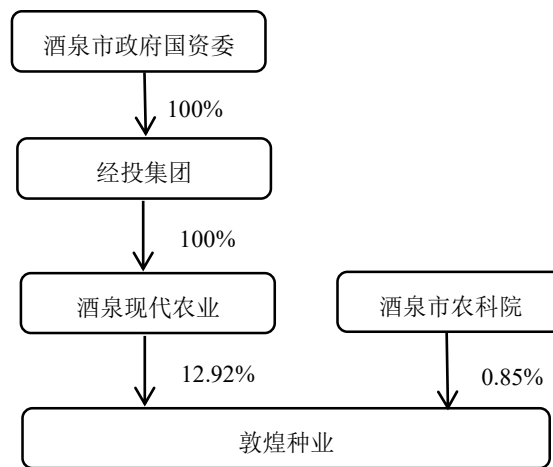 酒泉市政府国资委
100%
经投集团
100%
酒泉现代农业
酒泉市农科院
12.92%
0.85%
敦煌种业